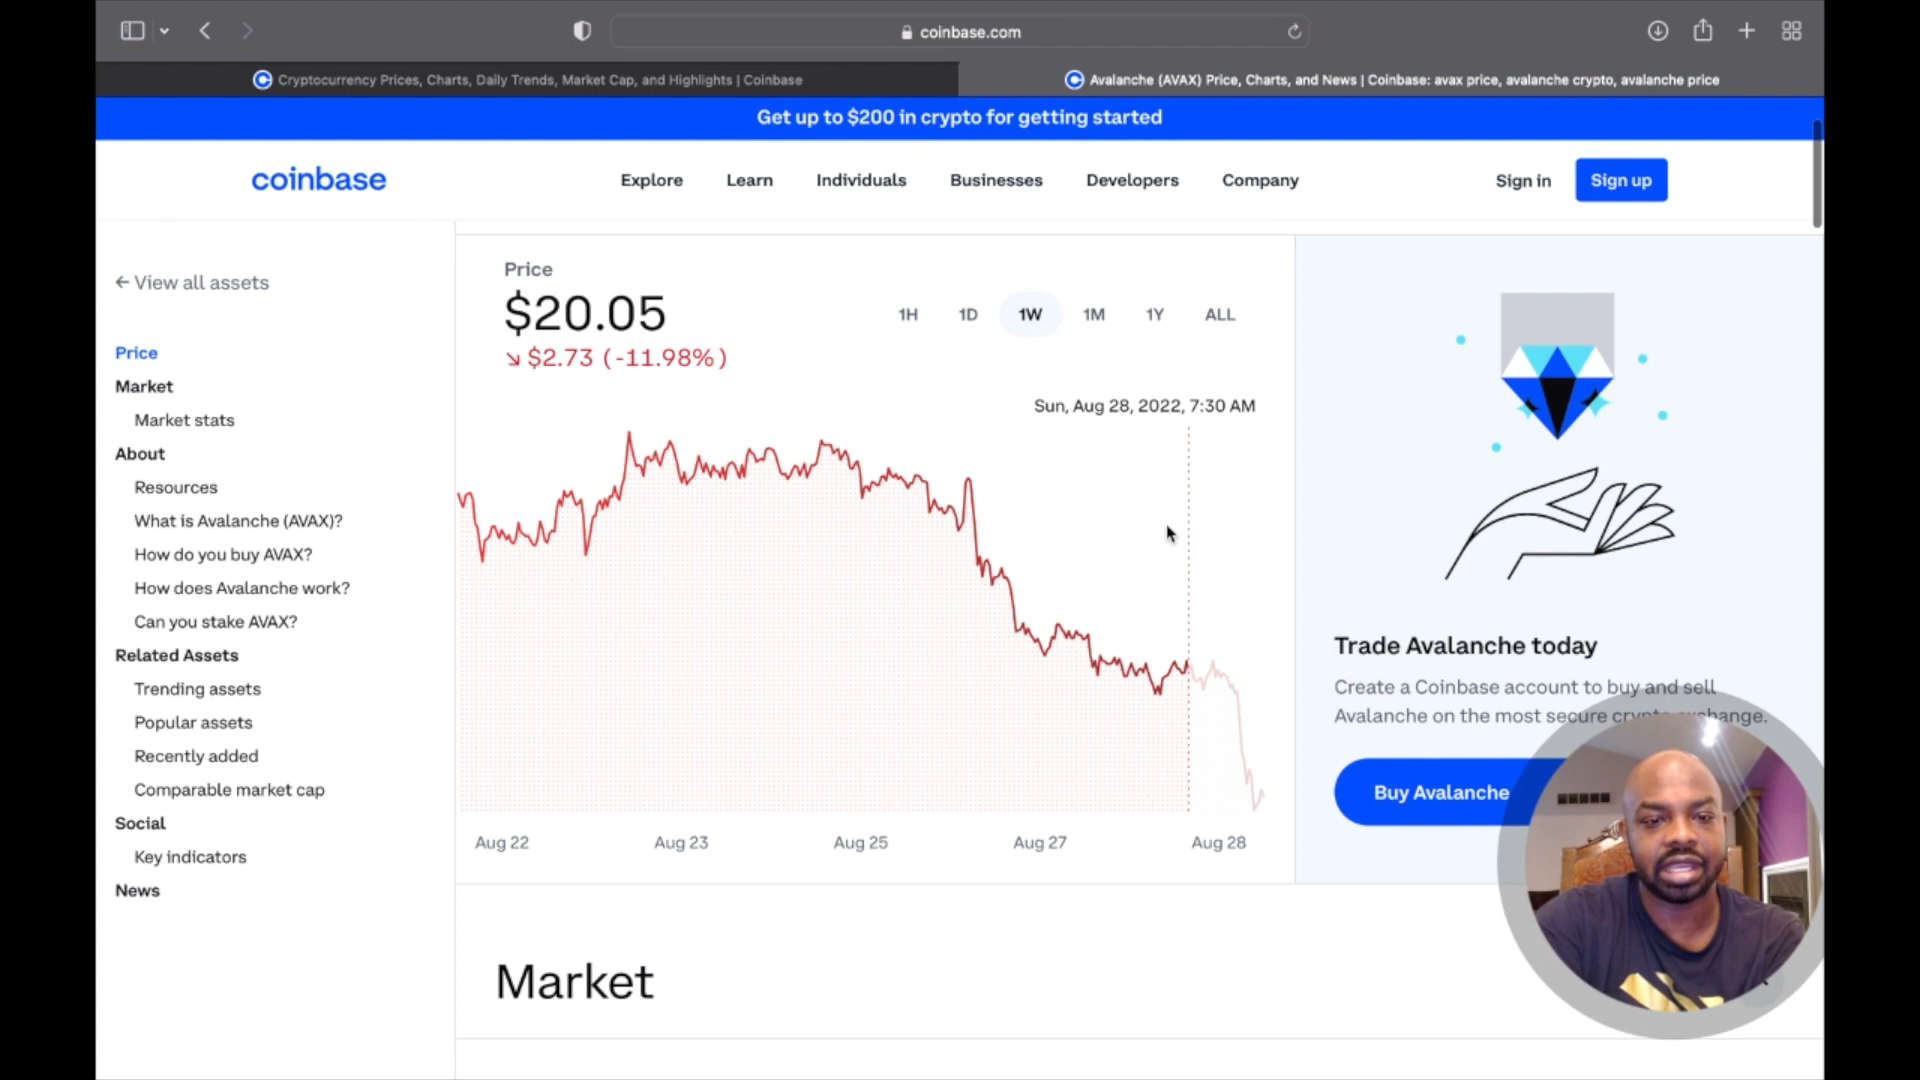 coinbase.com
Cryptocurrency Prices, Charts, Daily Trends, Market Cap, and Highlights | Coinbase
Avalanche (AVAX) Price, Charts, and News | Coinbase: avax price, avalanche crypto, avalanche price
Get up to $200 in crypto for getting started
coinbase
Explore
Learn
Individuals
Businesses
Developers
Company
Sign in
Sign up
← View all assets
Price
Market
Market stats
About
Resources
What is Avalanche (AVAX)?
How do you buy AVAX?
How does Avalanche work?
Can you stake AVAX?
Related Assets
Trending assets
Popular assets
Recently added
Comparable market cap
Social
Key indicators
News
Price
$20.05
↘ $2.73 (-11.98%)
1H
1D
1W
1M
1Y
ALL
Sun, Aug 28, 2022, 7:30 AM
Aug 22
Aug 23
Aug 25
Aug 27
Aug 28
Trade Avalanche today
Create a Coinbase account to buy and sell
Avalanche on the most secure crypto exchange.
Buy Avalanche
Market